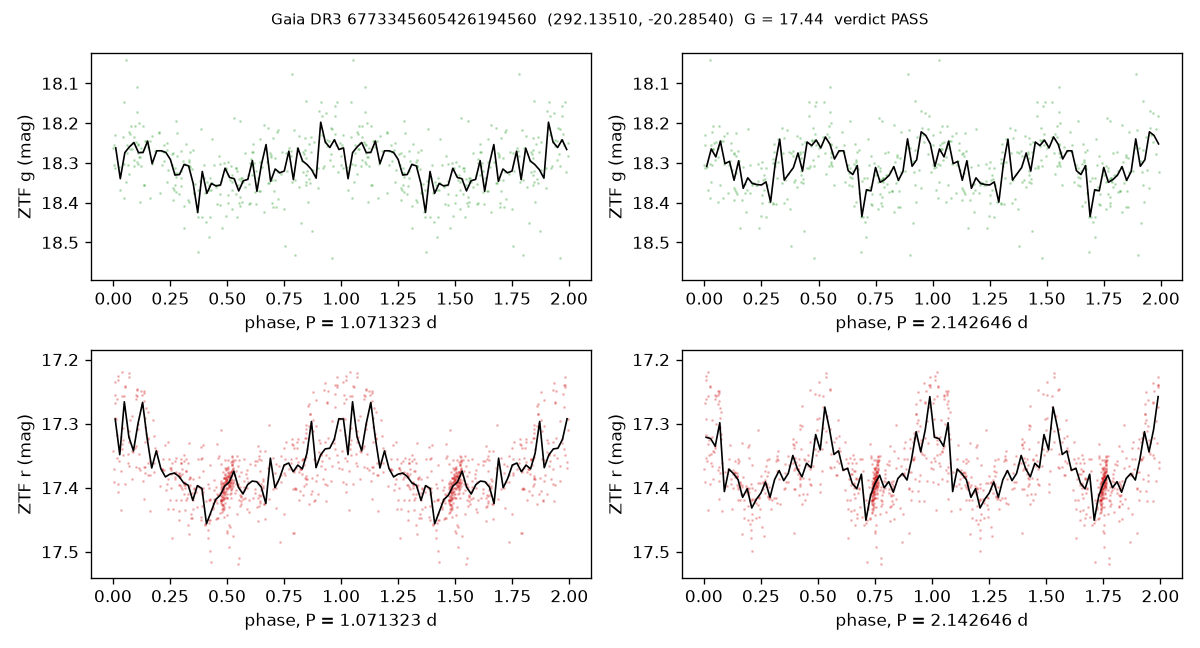 Gaia DR3 6773345605426194560 (292.13510, -20.28540) G = 17.44 verdict PASS
ZTF g (mag)
18.1
18.2
18.3
18.4
18.5
0.00 0.25 0.50 0.75 1.00 1.25 1.50 1.75 2.00
phase, P = 1.071323 d
ZTF g (mag)
18.1
18.2
18.3
18.4
18.5
0.00 0.25 0.50 0.75 1.00 1.25 1.50 1.75 2.00
phase, P = 2.142646 d
ZTF r (mag)
17.2
17.3
17.4
17.5
0.00 0.25 0.50 0.75 1.00 1.25 1.50 1.75 2.00
phase, P = 1.071323 d
ZTF r (mag)
17.2
17.3
17.4
17.5
0.00 0.25 0.50 0.75 1.00 1.25 1.50 1.75 2.00
phase, P = 2.142646 d